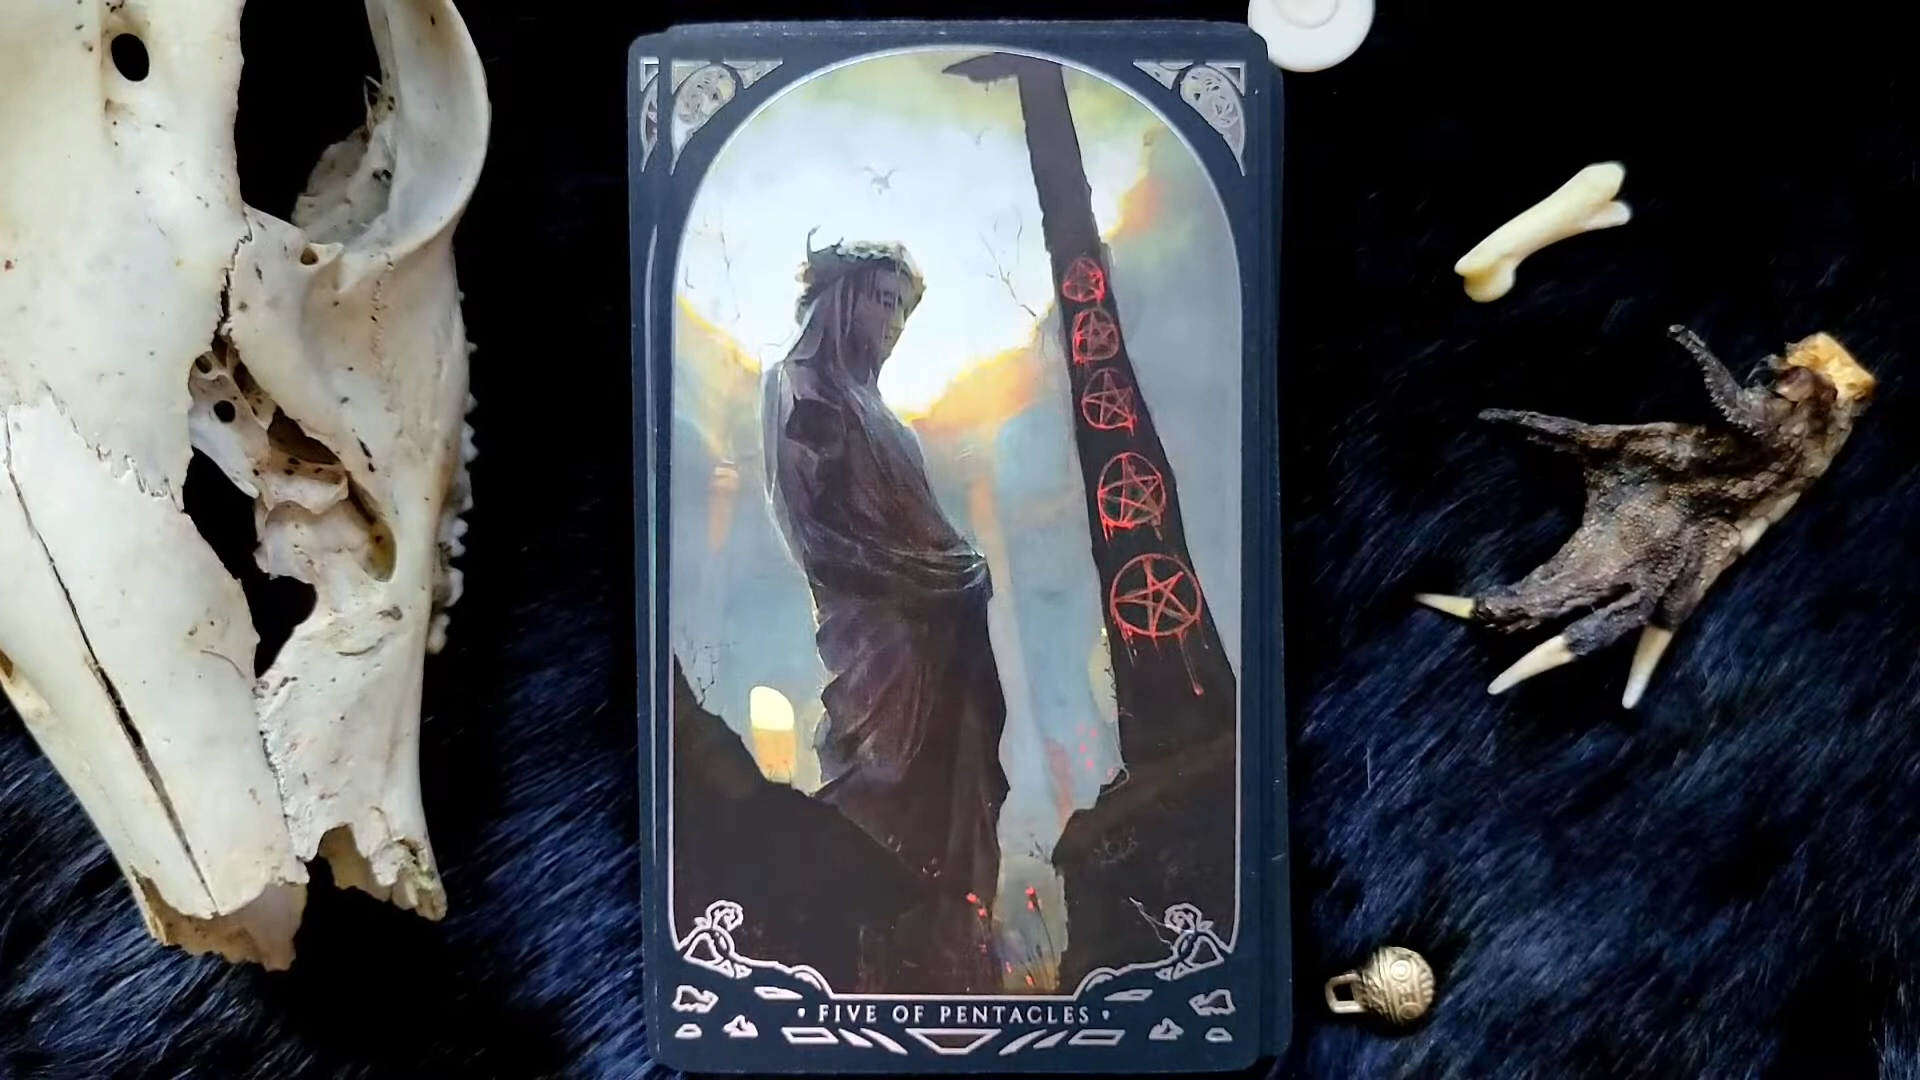 • FIVE OF PENTACLES •